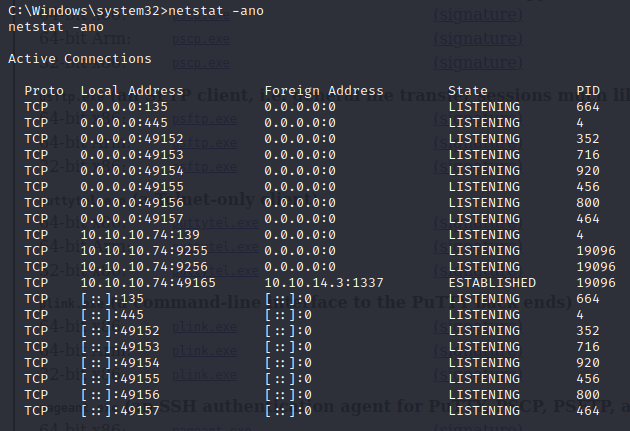 C:\Windows\system32>netstat -ano
netstat -ano
Active Connections
Proto Local Address Foreign Address State PID
TCP 0.0.0.0:135 0.0.0.0:0 LISTENING 664
TCP 0.0.0.0:445 0.0.0.0:0 LISTENING 4
TCP 0.0.0.0:49152 0.0.0.0:0 LISTENING 352
TCP 0.0.0.0:49153 0.0.0.0:0 LISTENING 716
TCP 0.0.0.0:49154 0.0.0.0:0 LISTENING 920
TCP 0.0.0.0:49155 0.0.0.0:0 LISTENING 456
TCP 0.0.0.0:49156 0.0.0.0:0 LISTENING 800
TCP 0.0.0.0:49157 0.0.0.0:0 LISTENING 464
TCP 10.10.10.74:139 0.0.0.0:0 LISTENING 4
TCP 10.10.10.74:9255 0.0.0.0:0 LISTENING 19096
TCP 10.10.10.74:9256 0.0.0.0:0 LISTENING 19096
TCP 10.10.10.74:49165 10.10.14.3:1337 ESTABLISHED 19096
TCP [::]:135 [::]:0 LISTENING 664
TCP [::]:445 [::]:0 LISTENING 4
TCP [::]:49152 [::]:0 LISTENING 352
TCP [::]:49153 [::]:0 LISTENING 716
TCP [::]:49154 [::]:0 LISTENING 920
TCP [::]:49155 [::]:0 LISTENING 456
TCP [::]:49156 [::]:0 LISTENING 800
TCP [::]:49157 [::]:0 LISTENING 464